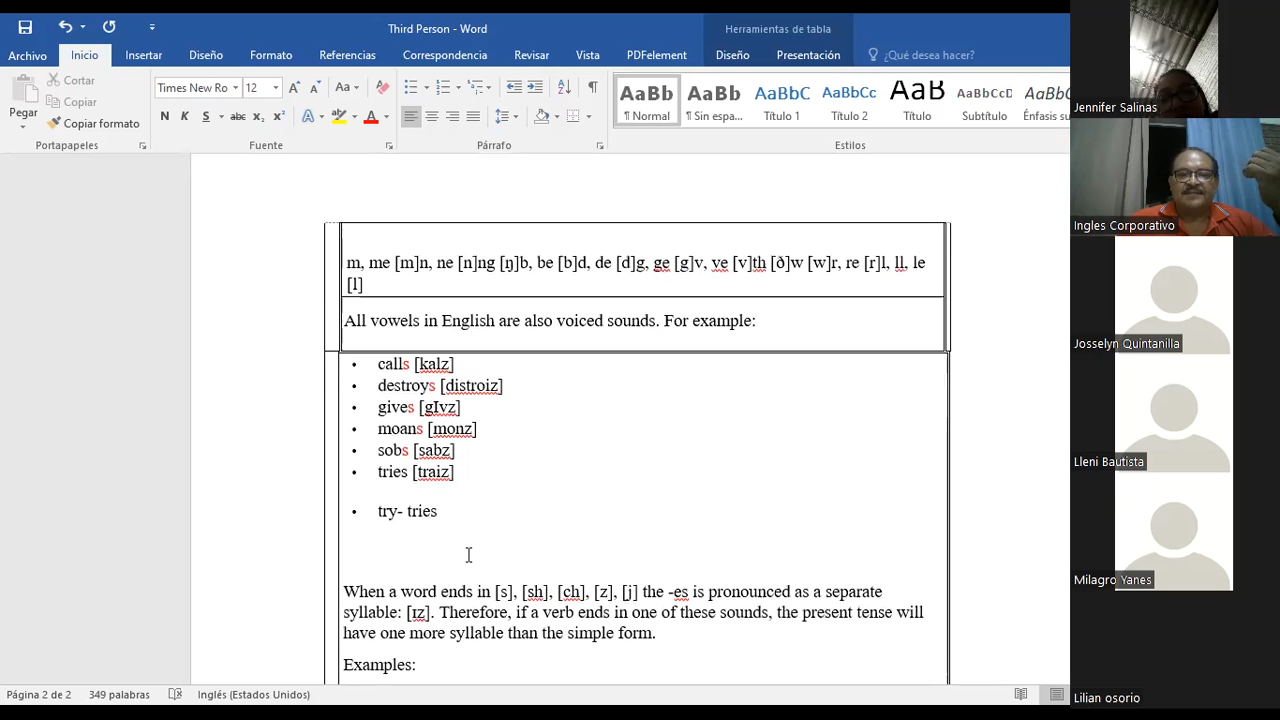 Third Person - Word
Herramientas de tabla
Archivo
Inicio
Insertar
Diseño
Formato
Referencias
Correspondencia
Revisar
Vista
PDFelement
Diseño
Presentación
¿Qué desea hacer?
Pegar
Cortar
Copiar
Copiar formato
Portapapeles
Times New Ro
12
Aa
N K S abc x₂ x²
A
A
Fuente
Párrafo
AaBb
AaBb
AaBbC
AaBbCc
AaB
AaBbCcD
AaBbC
¶ Normal
¶ Sin espa...
Título 1
Título 2
Título
Subtítulo
Énfasis su
Estilos
m, me [m]n, ne [n]ng [ŋ]b, be [b]d, de [d]g, ge [g]v, ve [v]th [ð]w [w]r, re [r]l, ll, le
[l]
All vowels in English are also voiced sounds. For example:
• calls [kalz]
• destroys [distroiz]
• gives [gIvz]
• moans [monz]
• sobs [sabz]
• tries [traiz]
• try- tries
When a word ends in [s], [sh], [ch], [z], [j] the -es is pronounced as a separate
syllable: [ɪz]. Therefore, if a verb ends in one of these sounds, the present tense will
have one more syllable than the simple form.
Examples:
Página 2 de 2
349 palabras
Inglés (Estados Unidos)
Jennifer Salinas
Ingles Corporativo
Josselyn Quintanilla
Lleni Bautista
Milagro Yanes
Lilian osorio